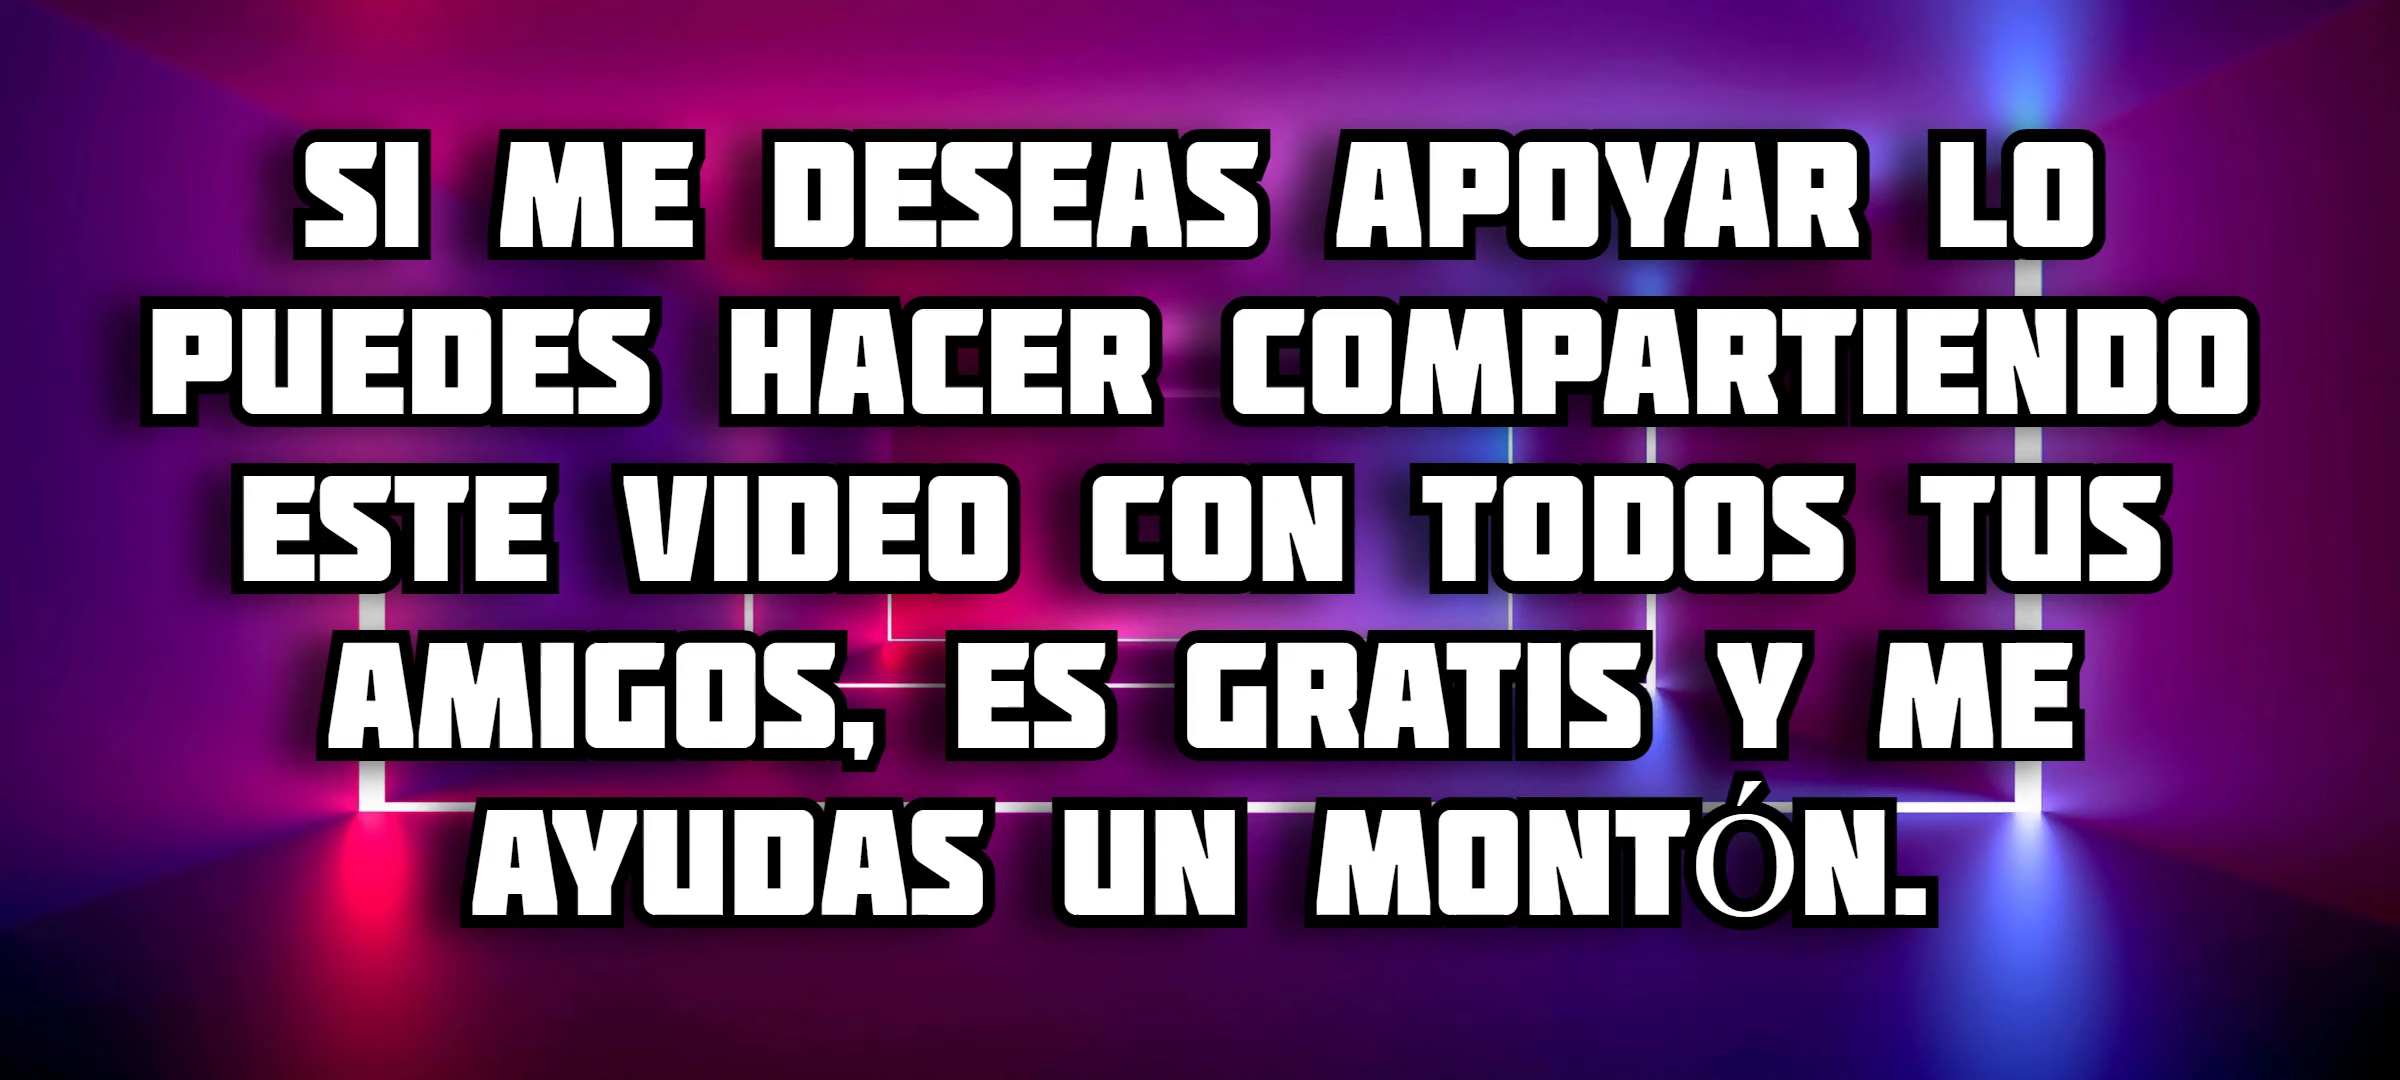 SI ME DESEAS APOYAR LO
PUEDES HACER COMPARTIENDO
ESTE VIDEO CON TODOS TUS
AMIGOS, ES GRATIS Y ME
AYUDAS UN MONTÓN.